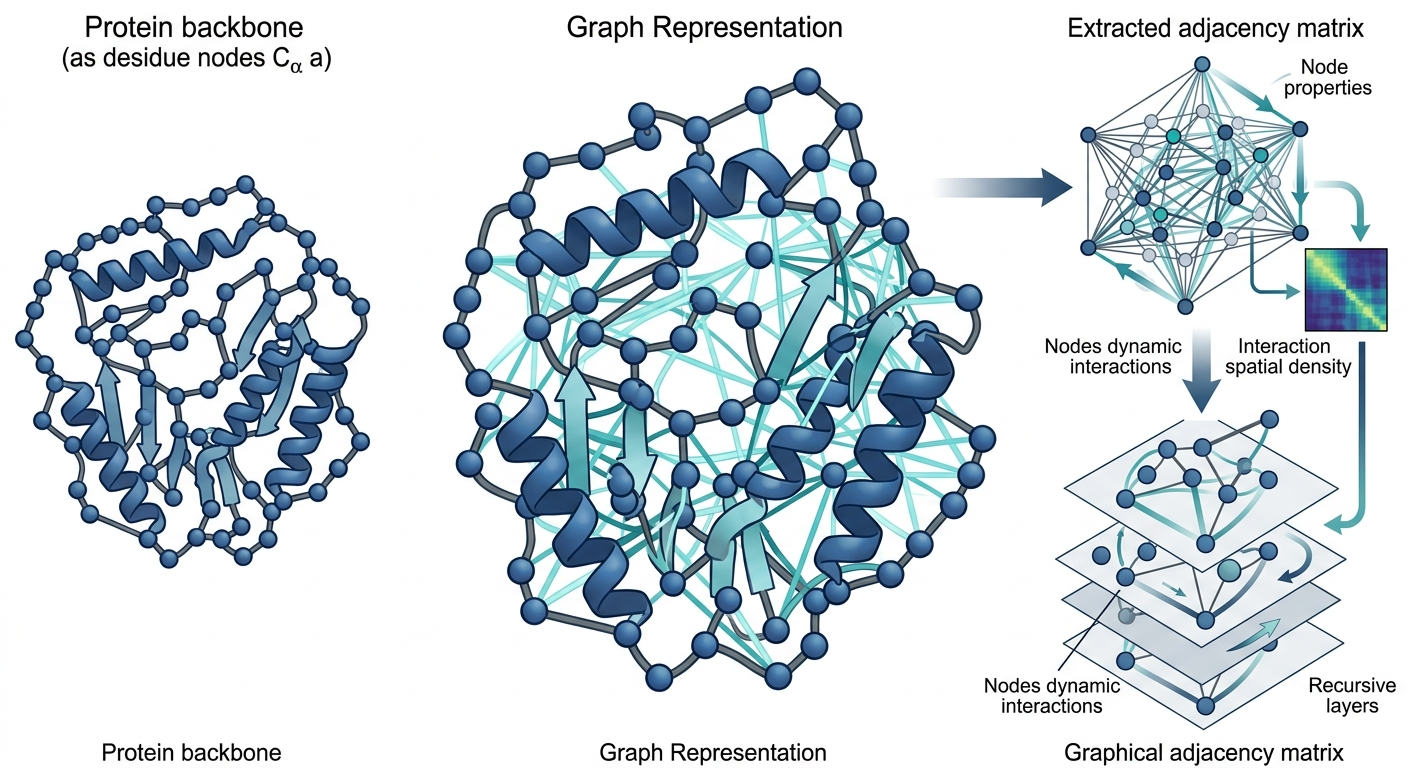 Protein backbone
(as desidue nodes Cα a)
Graph Representation
Extracted adjacency matrix
Node
properties
Nodes dynamic
interactions
Interaction
spatial density
Nodes dynamic
interactions
Recursive
layers
Protein backbone
Graph Representation
Graphical adjacency matrix